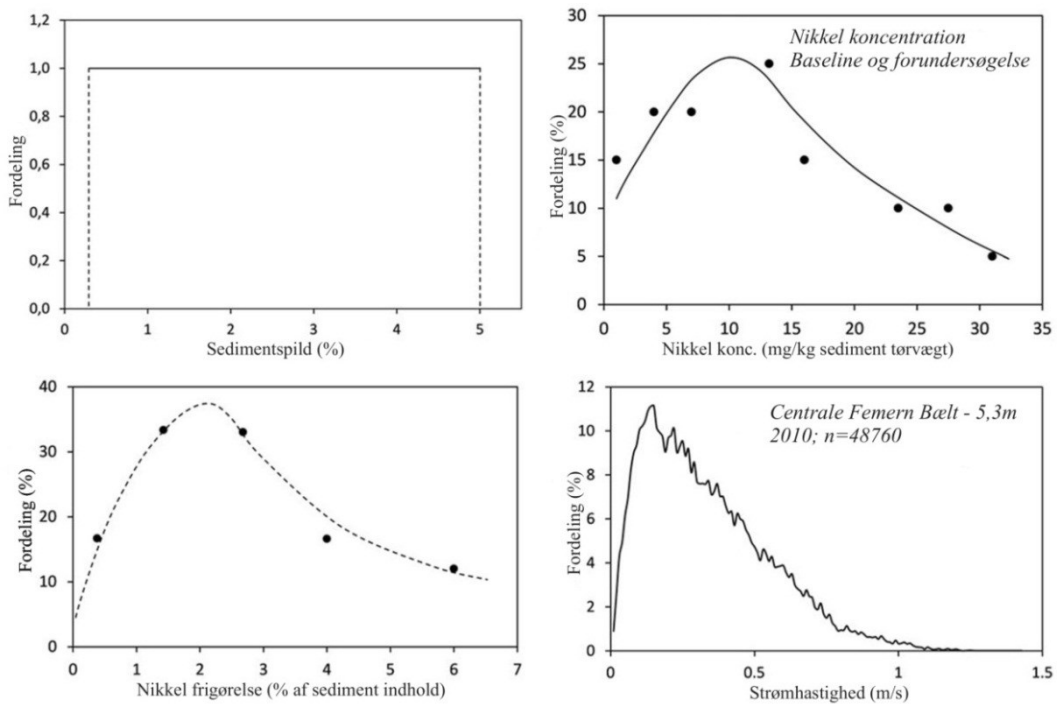 1,2
1,0
0,8
0,6
0,4
0,2
0,0
Fordeling
0 1 2 3 4 5
Sedimentspild (%)
30
25
20
15
10
5
0
Fordeling (%)
Nikkel koncentration
Baseline og forundersøgelse
0 5 10 15 20 25 30 35
Nikkel konc. (mg/kg sediment tørvægt)
40
30
20
10
0
Fordeling (%)
0 1 2 3 4 5 6 7
Nikkel frigørelse (% af sediment indhold)
12
10
8
6
4
2
0
Fordeling (%)
Centrale Femern Bælt - 5,3m
2010; n=48760
0 0.5 1 1.5
Strømhastighed (m/s)